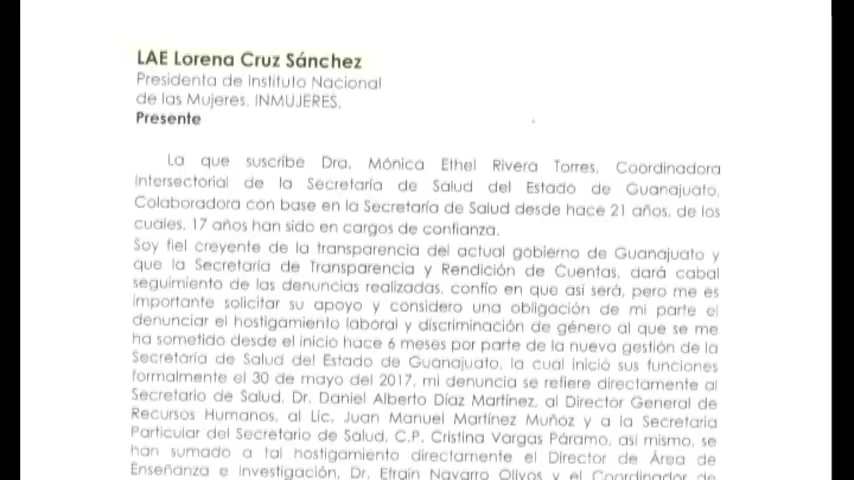 LAE Lorena Cruz Sánchez
Presidenta de Instituto Nacional
de las Mujeres. INMUJERES.
Presente
La que suscribe Dra. Mónica Ethel Rivera Torres, Coordinadora
Intersectorial de la Secretaría de Salud del Estado de Guanajuato,
Colaboradora con base en la Secretaría de Salud desde hace 21 años, de los
cuales, 17 años han sido en cargos de confianza.
Soy fiel creyente de la transparencia del actual gobierno de Guanajuato y
que la Secretaría de Transparencia y Rendición de Cuentas, dará cabal
seguimiento de las denuncias realizadas, confío en que así será, pero me es
importante solicitar su apoyo y considero una obligación de mi parte el
denunciar el hostigamiento laboral y discriminación de género al que se me
ha sometido desde el inicio hace 6 meses por parte de la nueva gestión de la
Secretaría de Salud del Estado de Guanajuato, la cual inició sus funciones
formalmente el 30 de mayo del 2017, mi denuncia se refiere directamente al
Secretario de Salud, Dr. Daniel Alberto Díaz Martínez, al Director General de
Recursos Humanos, al Lic. Juan Manuel Martínez Muñoz y a la Secretaria
Particular del Secretario de Salud, C.P. Cristina Vargas Páramo, así mismo, se
han sumado a tal hostigamiento directamente el Director de Área de
Enseñanza e Investigación, Dr. Efraín Navarro Olivos y el Coordinador de